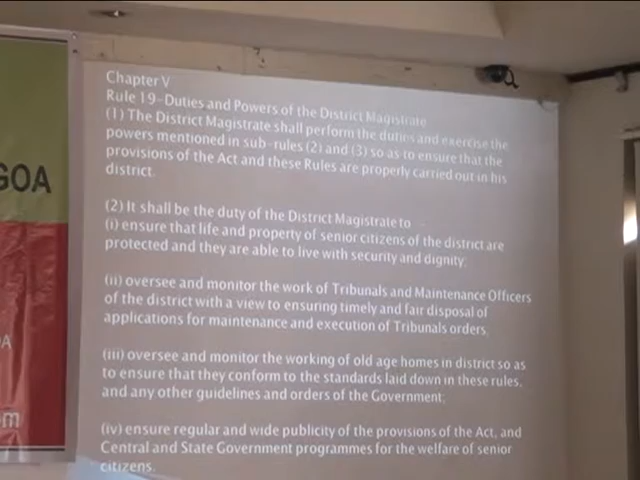 GOA
Chapter V
Rule 19-Duties and Powers of the District Magistrate
(1) The District Magistrate shall perform the duties and exercise the
powers mentioned in sub-rules (2) and (3) so as to ensure that the
provisions of the Act and these Rules are properly carried out in his
district.
(2) It shall be the duty of the District Magistrate to
(i) ensure that life and property of senior citizens of the district are
protected and they are able to live with security and dignity;
(ii) oversee and monitor the work of Tribunals and Maintenance Officers
of the district with a view to ensuring timely and fair disposal of
applications for maintenance and execution of Tribunals orders;
(iii) oversee and monitor the working of old age homes in district so as
to ensure that they conform to the standards laid down in these rules,
and any other guidelines and orders of the Government;
(iv) ensure regular and wide publicity of the provisions of the Act, and
Central and State Government programmes for the welfare of senior
citizens.